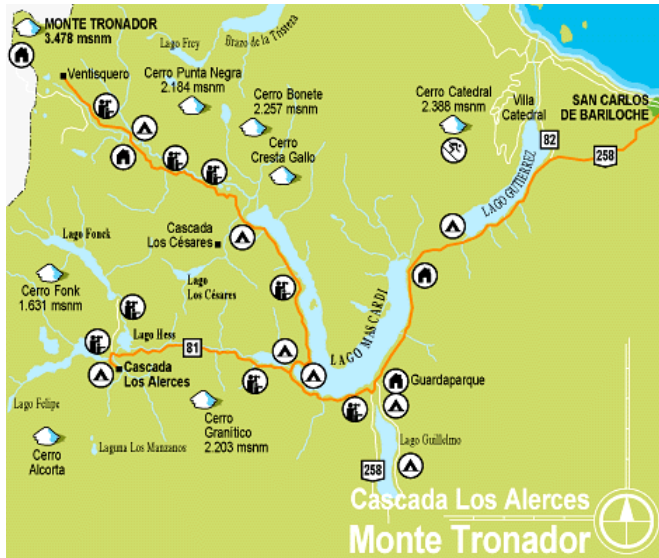 MONTE TRONADOR
3.478 msnm
Lago Frey
Brazo de la Tristeza
Ventisquero
Cerro Punta Negra
2.184 msnm
Cerro Bonete
2.257 msnm
Cerro
Cresta Gallo
Cerro Catedral
2.388 msnm
Villa
Catedral
SAN CARLOS
DE BARILOCHE
82
258
LAGO GUTIERREZ
Cascada
Los Césares
Lago Fonck
Cerro Fonk
1.631 msnm
Lago
Los Césares
LAGO MASCARDI
Lago Hess
81
Cascada
Los Alerces
Guardaparque
Lago Felipe
Cerro
Alcorta
Laguna Los Manzanos
Cerro
Granítico
2.203 msnm
Lago Guillelmo
258
Cascada Los Alerces
Monte Tronador